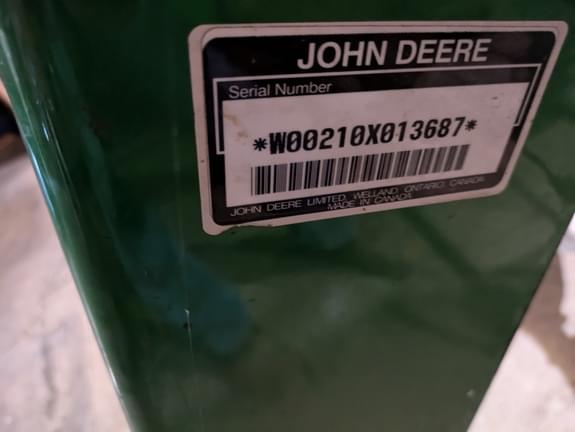 JOHN DEERE
Serial Number
*W00210X013687*
JOHN DEERE LIMITED, WELLAND, ONTARIO, CANADA
MADE IN CANADA